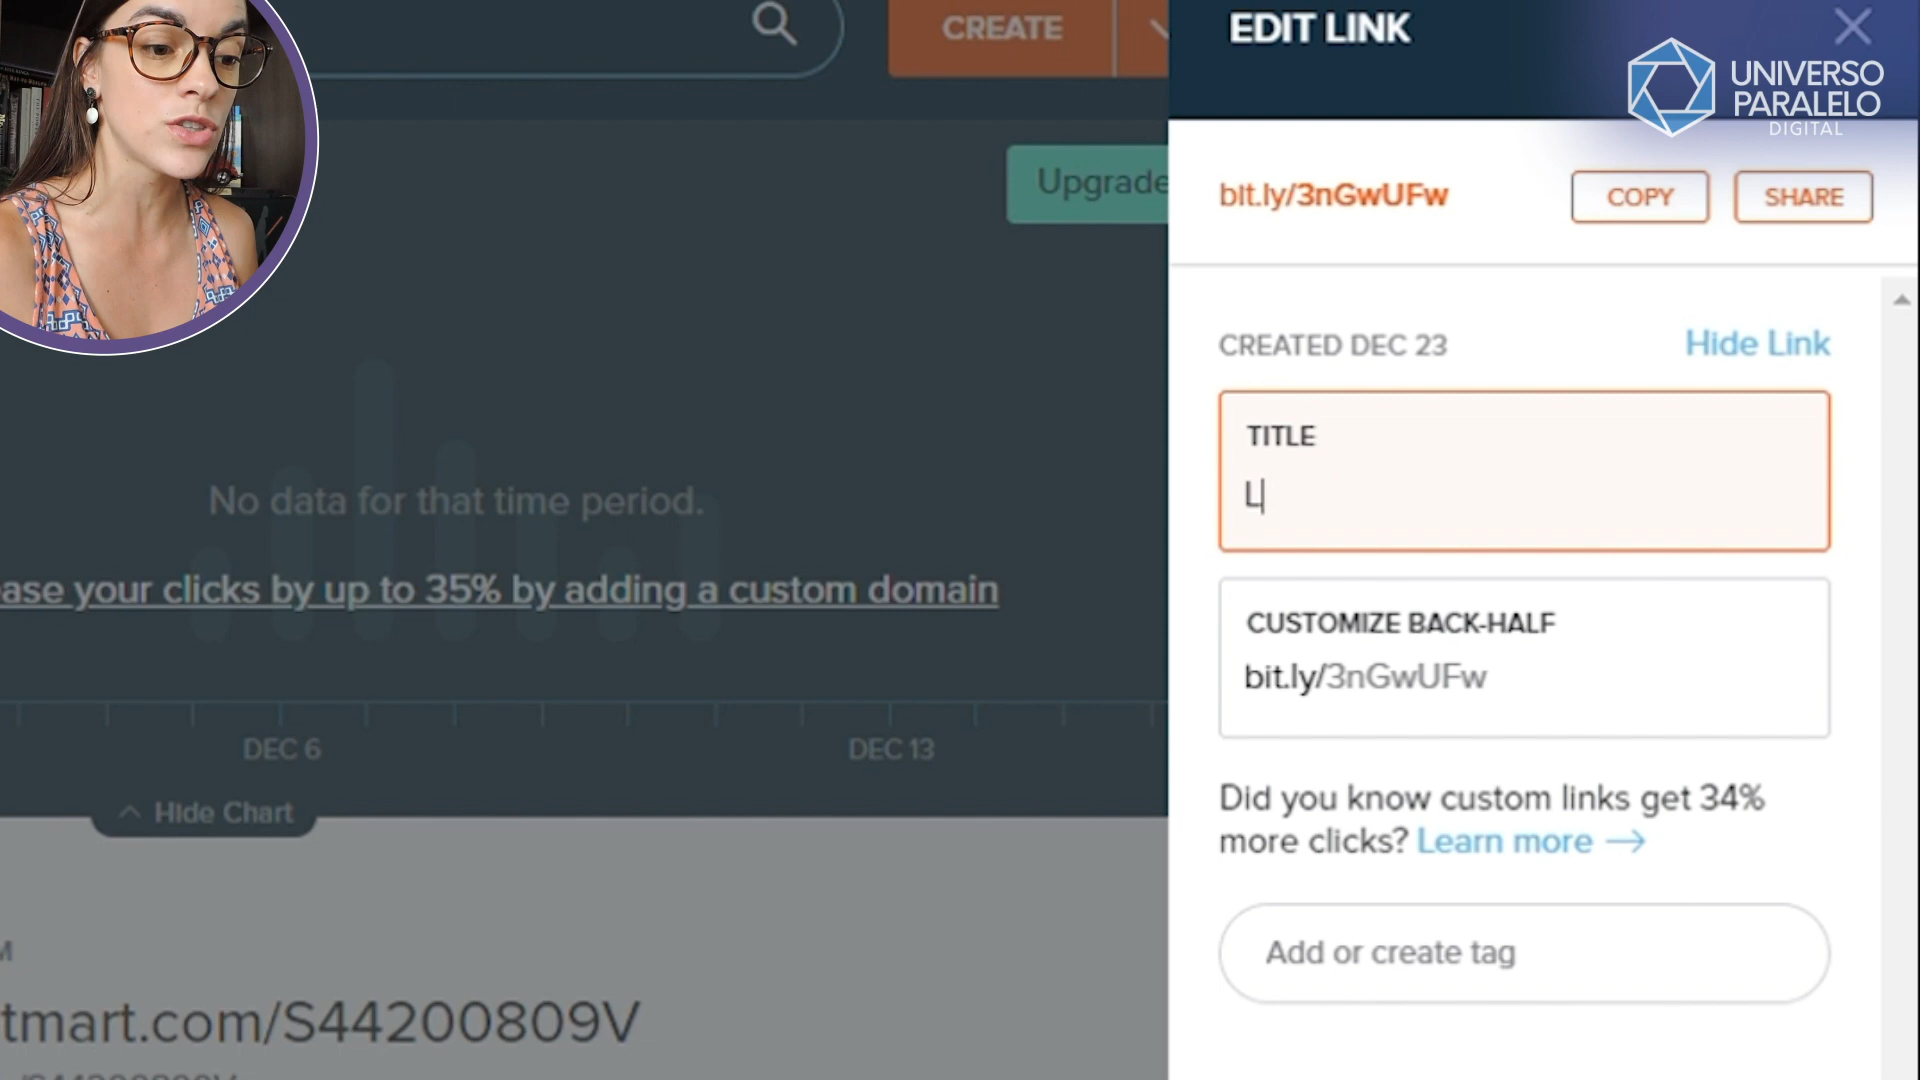 CREATE
EDIT LINK
UNIVERSO
PARALELO
DIGITAL
Upgrade
bit.ly/3nGwUFw
COPY
SHARE
CREATED DEC 23
Hide Link
TITLE
L
No data for that time period.
ase your clicks by up to 35% by adding a custom domain
CUSTOMIZE BACK-HALF
bit.ly/3nGwUFw
DEC 6
DEC 13
Hide Chart
Did you know custom links get 34%
more clicks? Learn more →
Add or create tag
M
tmart.com/S44200809V